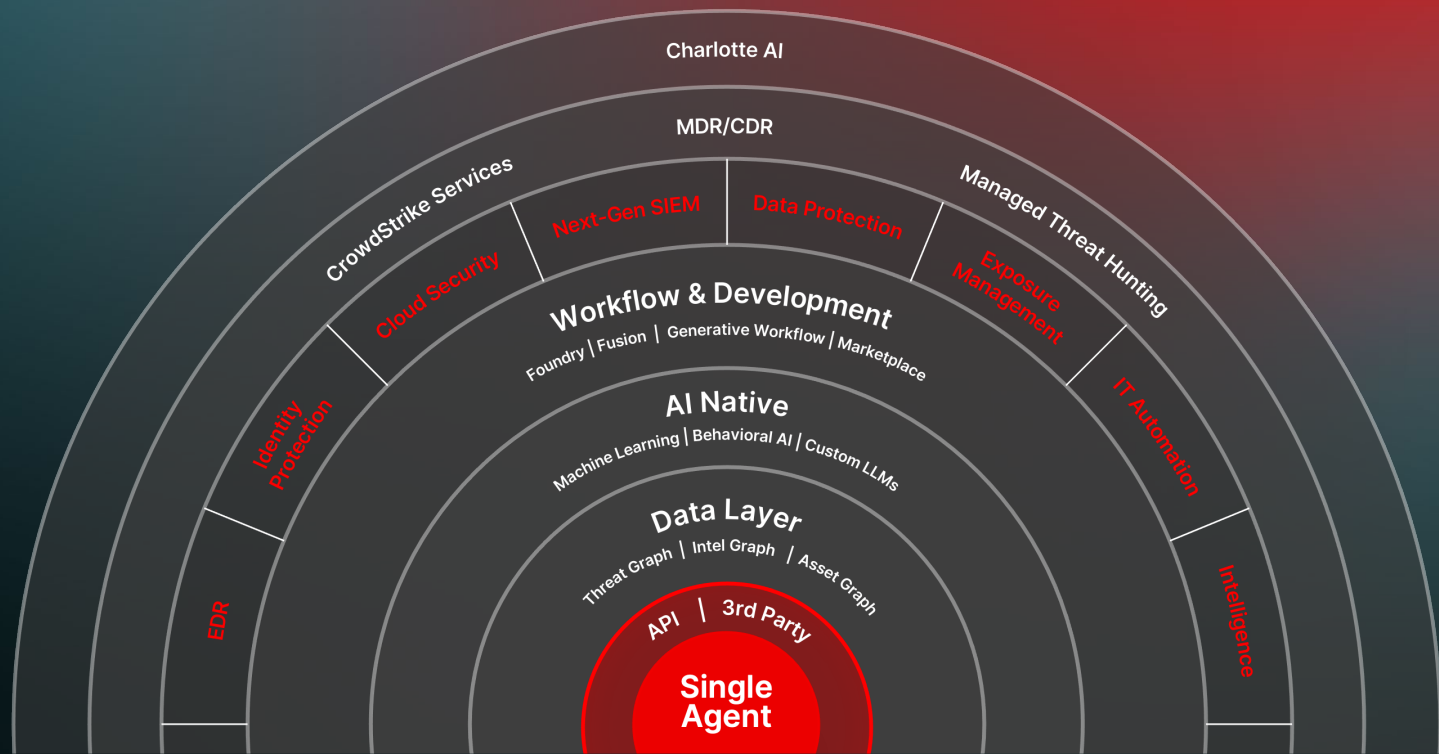 Charlotte AI
MDR/CDR
CrowdStrike Services
Managed Threat Hunting
EDR
Identity
Protection
Cloud Security
Next-Gen SIEM
Data Protection
Exposure
Management
IT Automation
Intelligence
Workflow & Development
Foundry | Fusion | Generative Workflow | Marketplace
AI Native
Machine Learning | Behavioral AI | Custom LLMs
Data Layer
Threat Graph | Intel Graph | Asset Graph
API | 3rd Party
Single
Agent